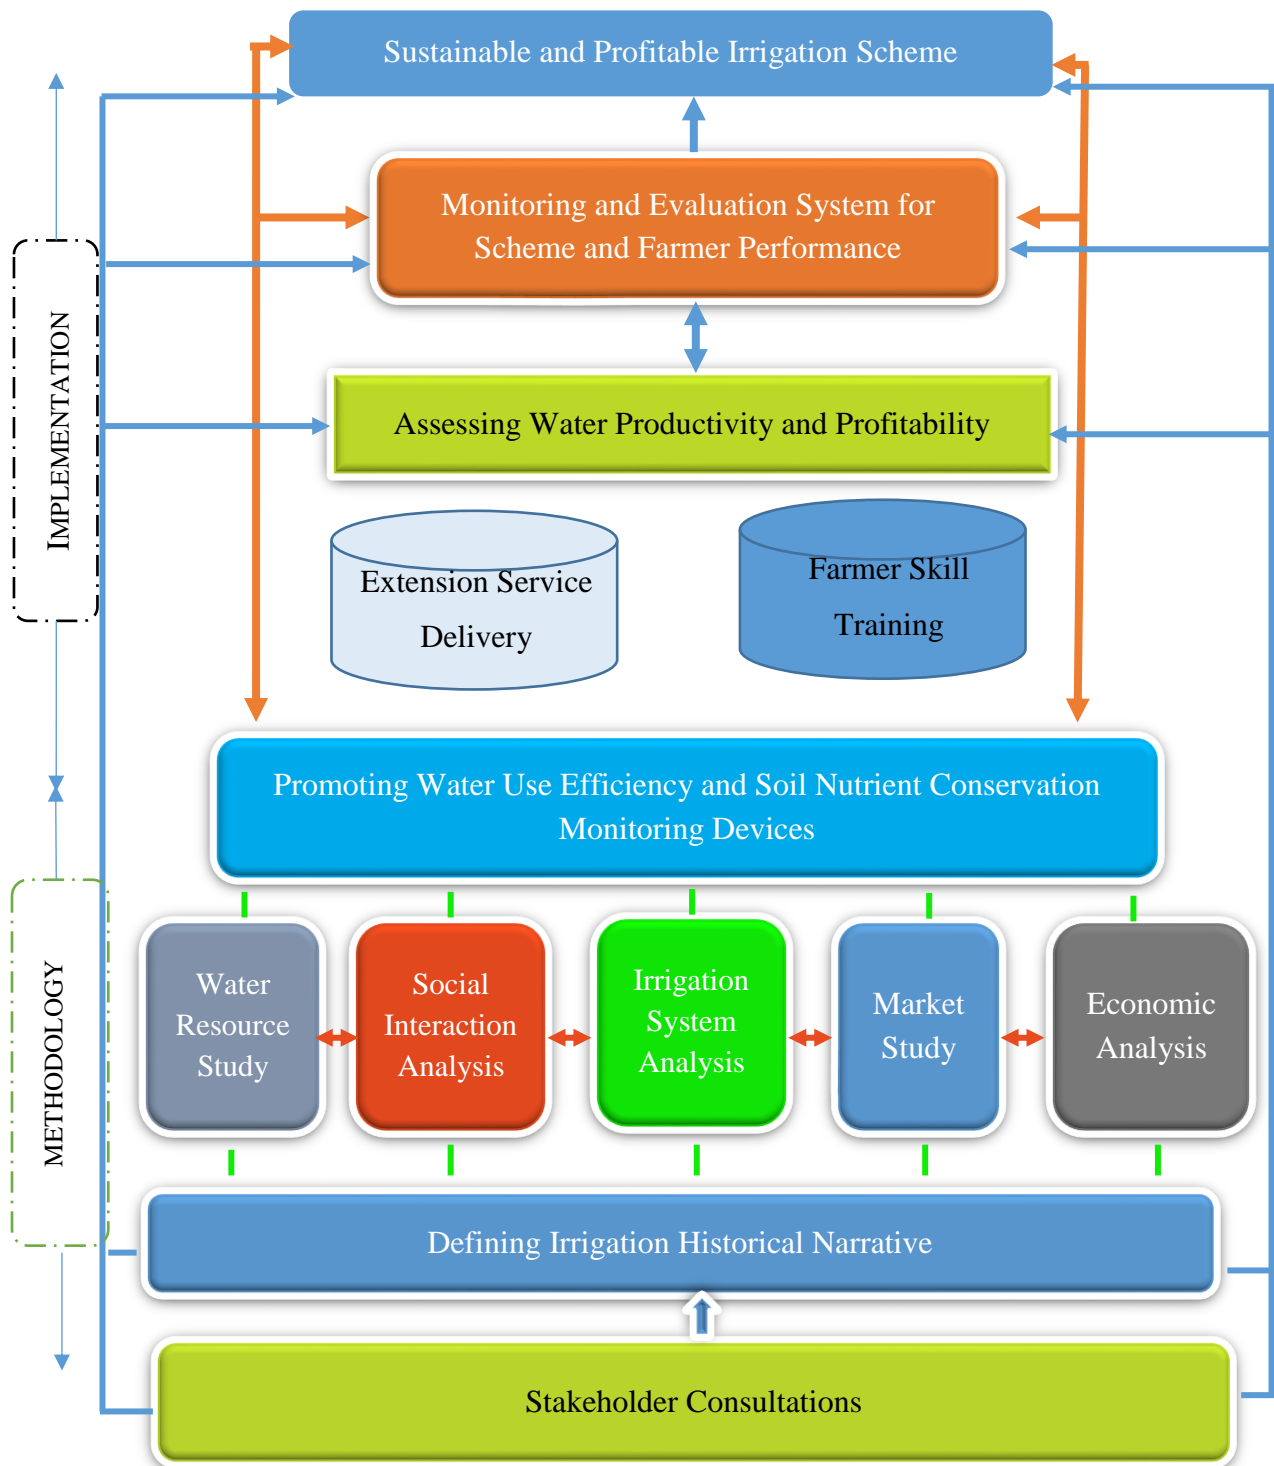 Sustainable and Profitable Irrigation Scheme
Monitoring and Evaluation System for
Scheme and Farmer Performance
IMPLEMENTATION
Assessing Water Productivity and Profitability
Extension Service
Delivery
Farmer Skill
Training
Promoting Water Use Efficiency and Soil Nutrient Conservation
Monitoring Devices
METHODOLOGY
Water
Resource
Study
Social
Interaction
Analysis
Irrigation
System
Analysis
Market
Study
Economic
Analysis
Defining Irrigation Historical Narrative
Stakeholder Consultations